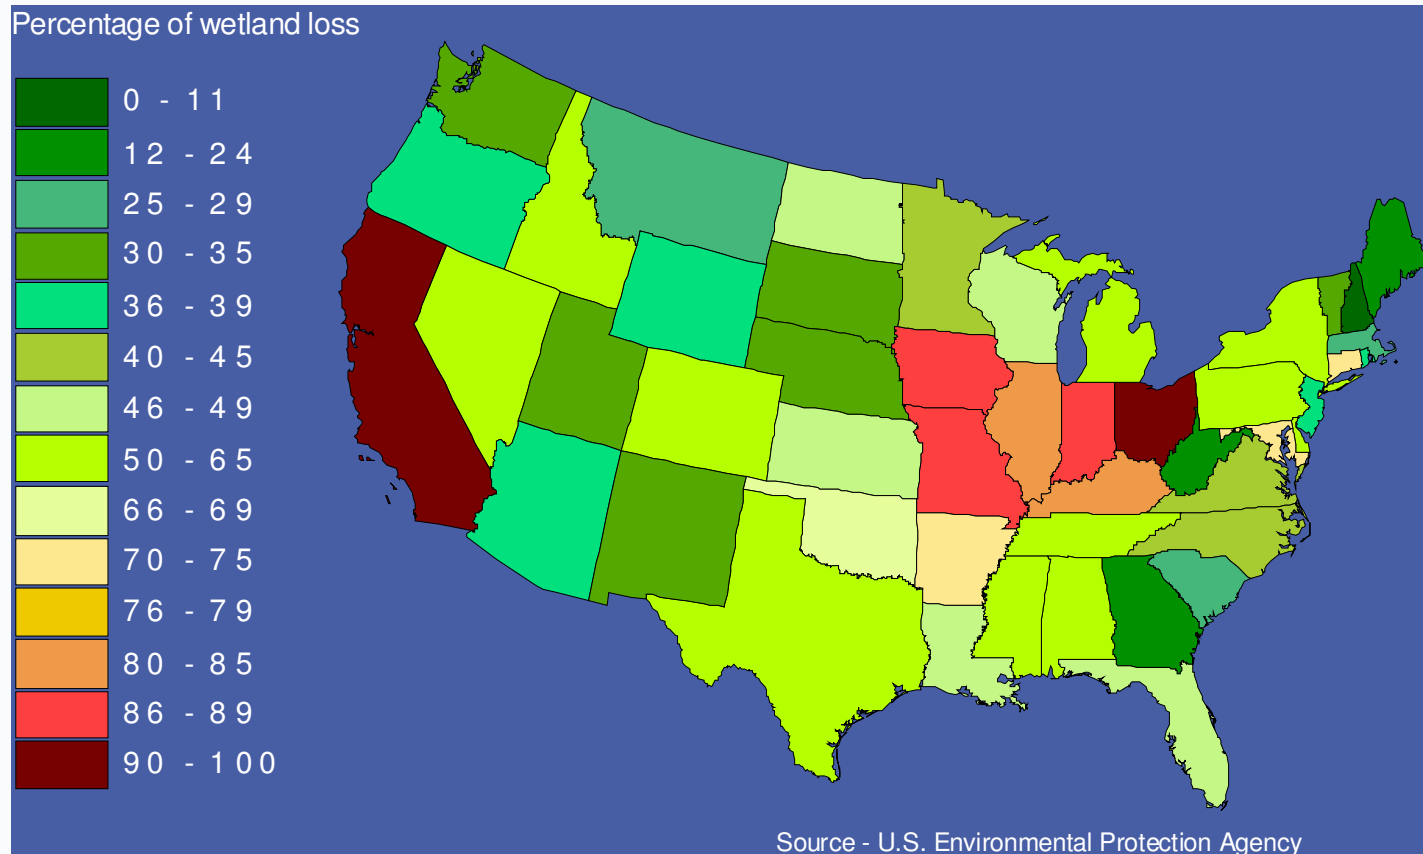 Percentage of wetland loss
0 - 11
12 - 24
25 - 29
30 - 35
36 - 39
40 - 45
46 - 49
50 - 65
66 - 69
70 - 75
76 - 79
80 - 85
86 - 89
90 - 100
Source - U.S. Environmental Protection Agency